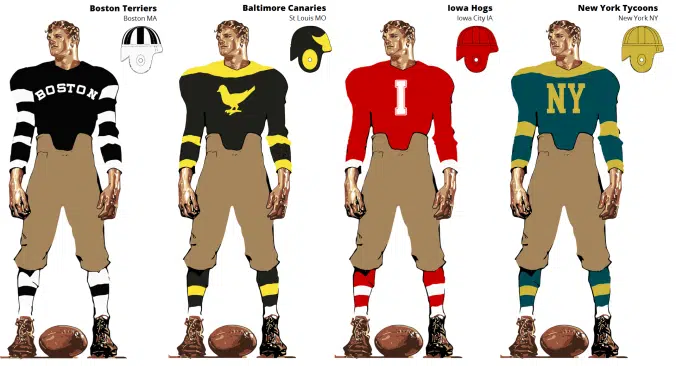 Boston Terriers
Boston MA
Baltimore Canaries
St Louis MO
Iowa Hogs
Iowa City IA
New York Tycoons
New York NY
BOSTON
I
NY